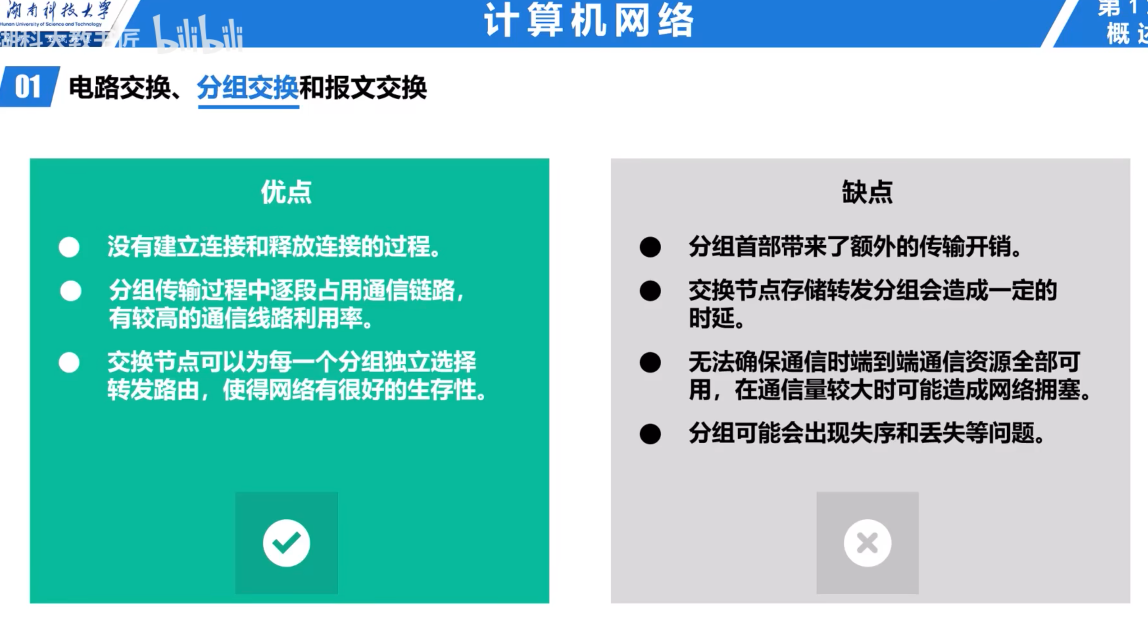 湖南科技大学
Hunan University of Science and Technology
湖科大教书匠 bilibili
计算机网络
第1
概述
01 电路交换、分组交换和报文交换
优点
没有建立连接和释放连接的过程。
分组传输过程中逐段占用通信链路，
有较高的通信线路利用率。
交换节点可以为每一个分组独立选择
转发路由，使得网络有很好的生存性。
缺点
分组首部带来了额外的传输开销。
交换节点存储转发分组会造成一定的
时延。
无法确保通信时端到端通信资源全部可
用，在通信量较大时可能造成网络拥塞。
分组可能会出现失序和丢失等问题。